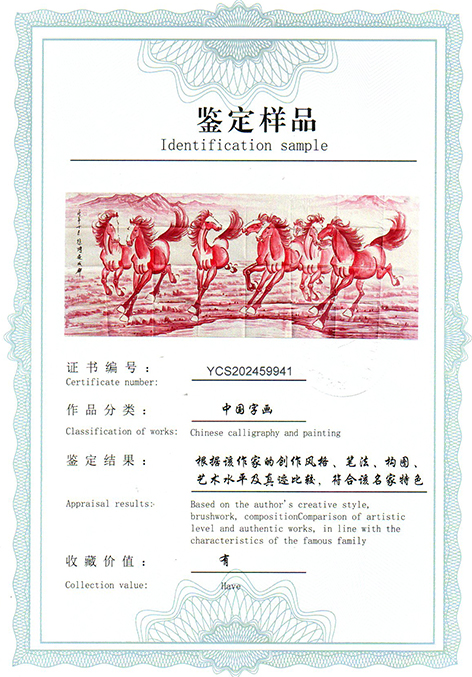 鉴定样品
Identification sample
证书编号： YCS202459941
Certificate number:
作品分类： 中国字画
Classification of works: Chinese calligraphy and painting
鉴定结果： 根据该作家的创作风格、笔法、构图、
艺术水平及真迹比较，符合该名家特色
Appraisal results: Based on the author's creative style,
brushwork, compositionComparison of artistic
level and authentic works, in line with the
characteristics of the famous family
收藏价值： 有
Collection value: Have